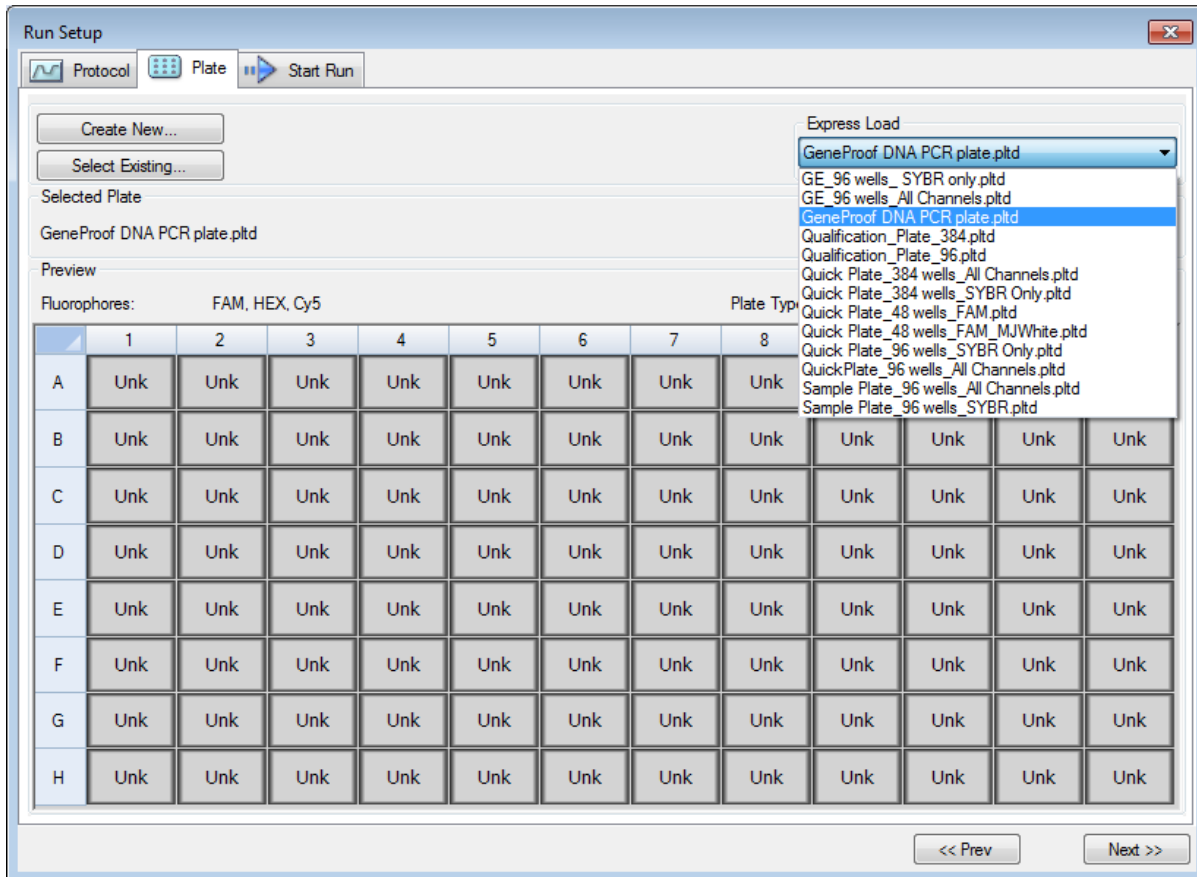 Run Setup
Protocol Plate Start Run
Create New...
Select Existing...
Express Load
GeneProof DNA PCR plate.pltd
GE_96 wells_ SYBR only.pltd
GE_96 wells_All Channels.pltd
GeneProof DNA PCR plate.pltd
Qualification_Plate_384.pltd
Qualification_Plate_96.pltd
Quick Plate_384 wells_All Channels.pltd
Quick Plate_384 wells_SYBR Only.pltd
Quick Plate_48 wells_FAM.pltd
Quick Plate_48 wells_FAM_MJWhite.pltd
Quick Plate_96 wells_SYBR Only.pltd
QuickPlate_96 wells_All Channels.pltd
Sample Plate_96 wells_All Channels.pltd
Sample Plate_96 wells_SYBR.pltd
Selected Plate
GeneProof DNA PCR plate.pltd
Preview
Fluorophores: FAM, HEX, Cy5 Plate Typ
1 2 3 4 5 6 7 8
A Unk Unk Unk Unk Unk Unk Unk Unk
B Unk Unk Unk Unk Unk Unk Unk Unk Unk Unk Unk Unk
C Unk Unk Unk Unk Unk Unk Unk Unk Unk Unk Unk Unk
D Unk Unk Unk Unk Unk Unk Unk Unk Unk Unk Unk Unk
E Unk Unk Unk Unk Unk Unk Unk Unk Unk Unk Unk Unk
F Unk Unk Unk Unk Unk Unk Unk Unk Unk Unk Unk Unk
G Unk Unk Unk Unk Unk Unk Unk Unk Unk Unk Unk Unk
H Unk Unk Unk Unk Unk Unk Unk Unk Unk Unk Unk Unk
<< Prev Next >>